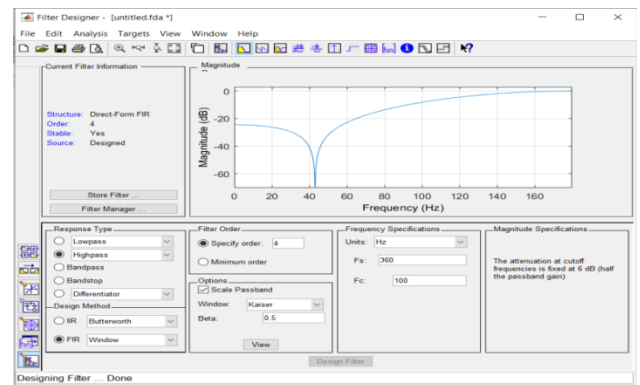 Filter Designer - [untitled.fda *]
File Edit Analysis Targets View Window Help
Current Filter Information
Structure: Direct-Form FIR
Order: 4
Stable: Yes
Source: Designed
Store Filter ...
Filter Manager ...
Magnitude
Magnitude (dB)
0
-20
-40
-60
0 20 40 60 80 100 120 140 160
Frequency (Hz)
Response Type
Lowpass
Highpass
Bandpass
Bandstop
Differentiator
Design Method
IIR Butterworth
FIR Window
Filter Order
Specify order: 4
Minimum order
Options
Scale Passband
Window: Kaiser
Beta: 0.5
View
Frequency Specifications
Units: Hz
Fs: 360
Fc: 100
Magnitude Specifications
The attenuation at cutoff
frequencies is fixed at 6 dB (half
the passband gain)
Design Filter
Designing Filter ... Done